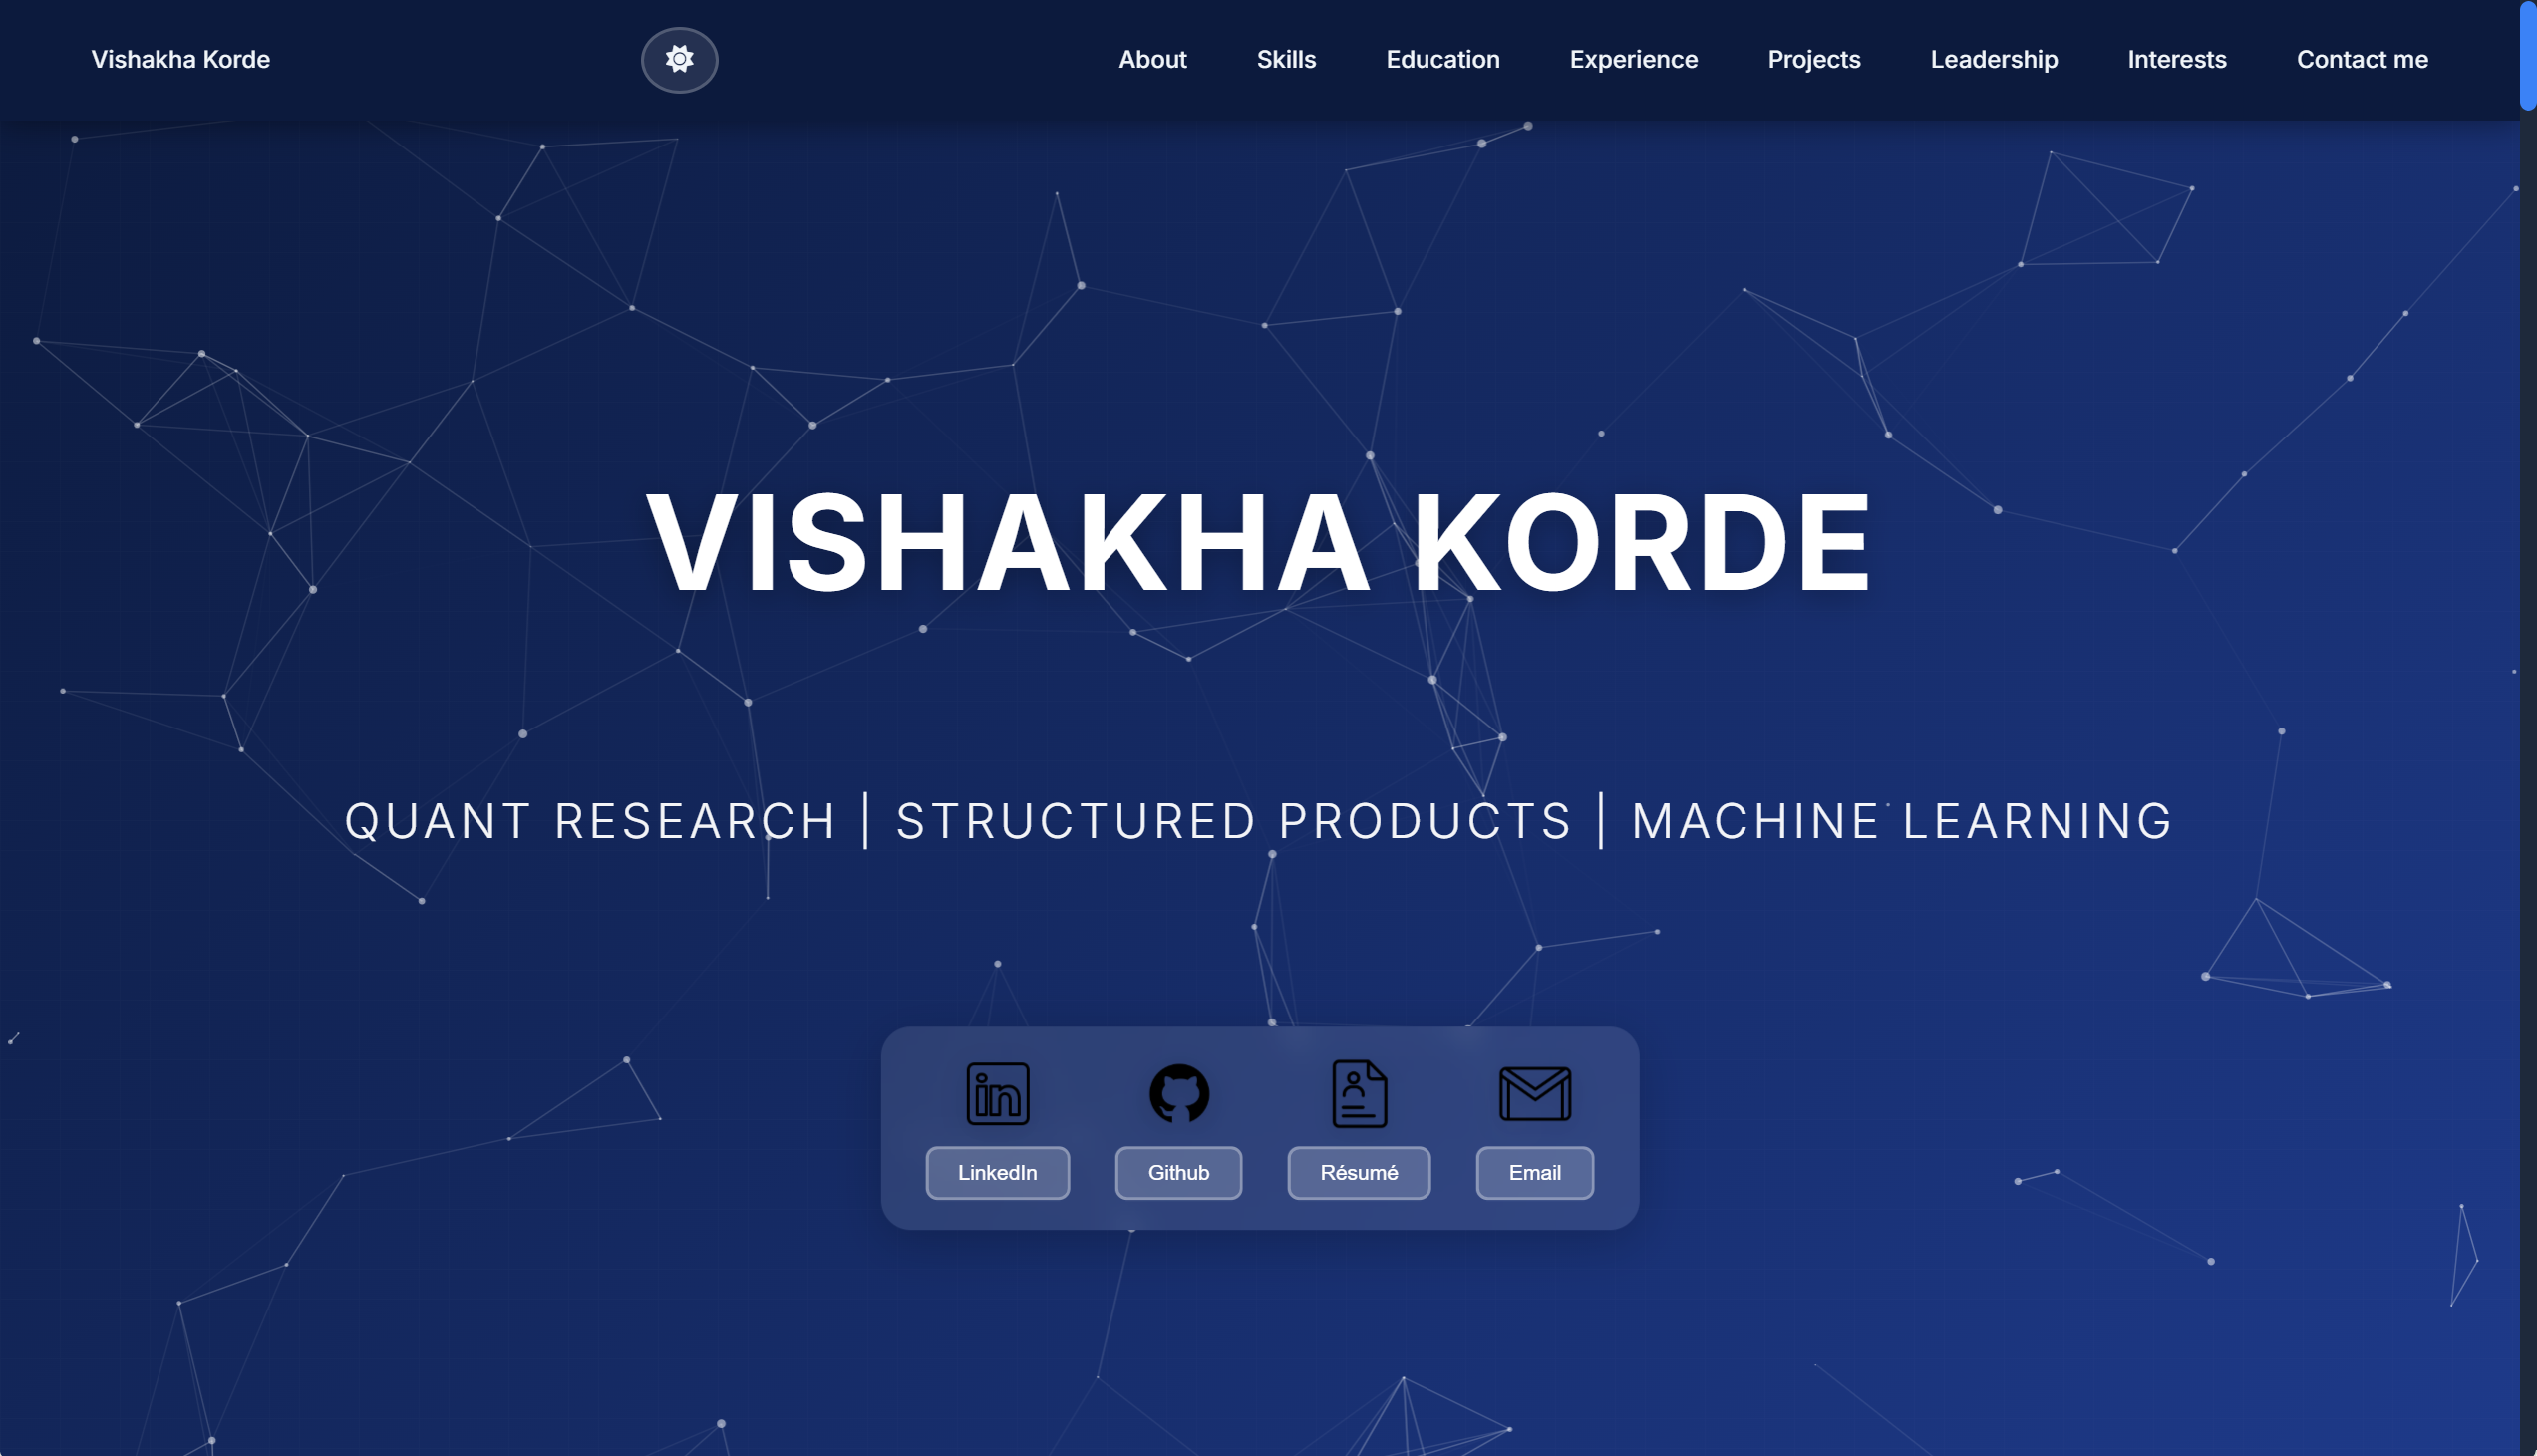 Vishakha Korde About Skills Education Experience Projects Leadership Interests Contact me
VISHAKHA KORDE
QUANT RESEARCH | STRUCTURED PRODUCTS | MACHINE LEARNING
in
LinkedIn Github Résumé Email